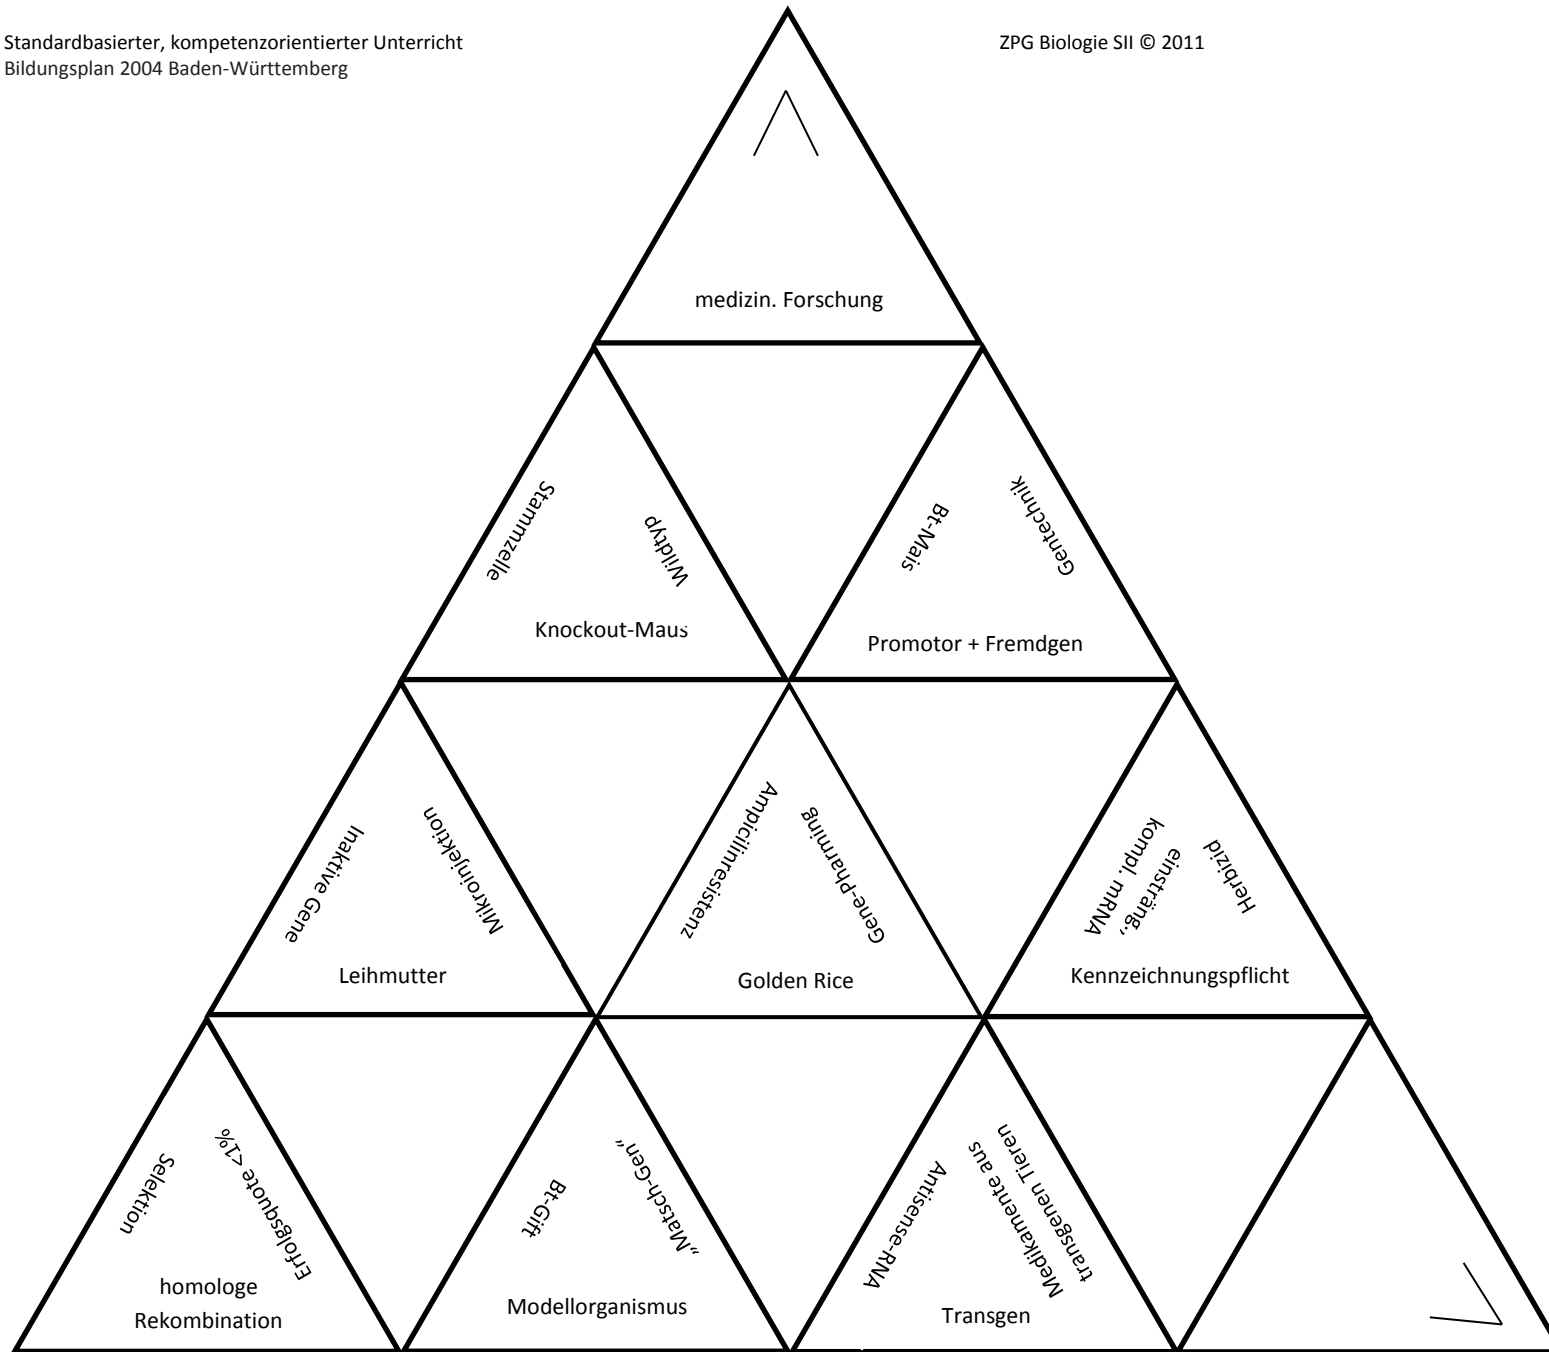 Standardbasierter, kompetenzorientierter Unterricht
Bildungsplan 2004 Baden-Württemberg
ZPG Biologie SII © 2011
medizin. Forschung
Stammzelle
Wildtyp
Knockout-Maus
Bt-Mais
Gentechnik
Promotor + Fremdgen
Inaktive Gene
Mikroinjektion
Leihmutter
Ampicilinresistenz
Gene-Pharming
Golden Rice
einsträng.,
kompl. mRNA
Herbizid
Kennzeichnungspflicht
Selektion
Erfolgsquote <1%
homologe
Rekombination
Bt-Gift
„Matsch-Gen“
Modellorganismus
Antisense-RNA
Medikamente aus
transgenen Tieren
Transgen